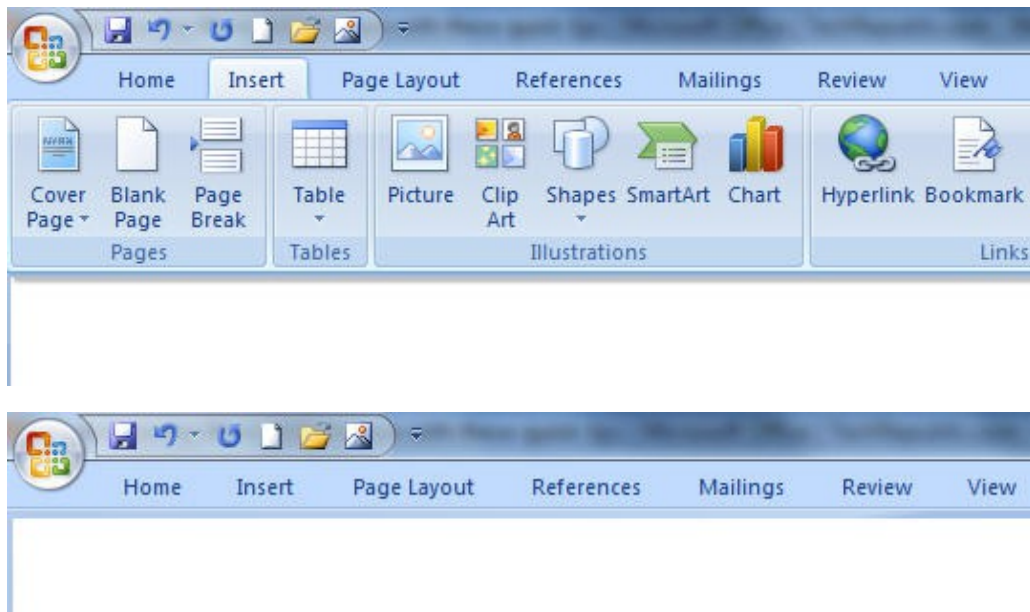 Home Insert Page Layout References Mailings Review View
Cover Blank Page Table Picture Clip Shapes SmartArt Chart Hyperlink Bookmark
Page Page Break Art
Pages Tables Illustrations Links
Home Insert Page Layout References Mailings Review View